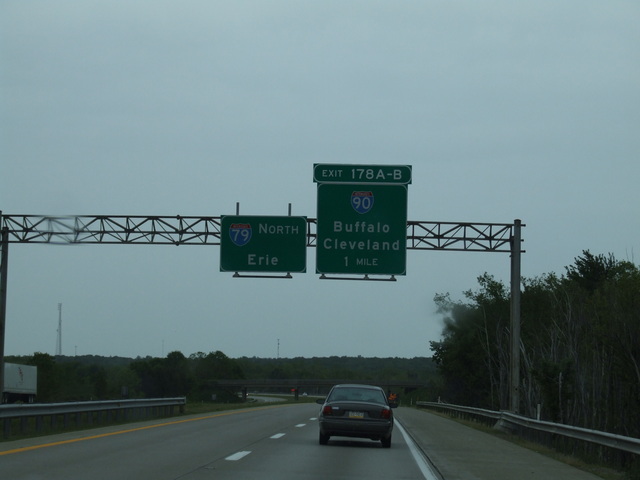 EXIT 178A-B
90
Buffalo
Cleveland
1 MILE
79 NORTH
Erie